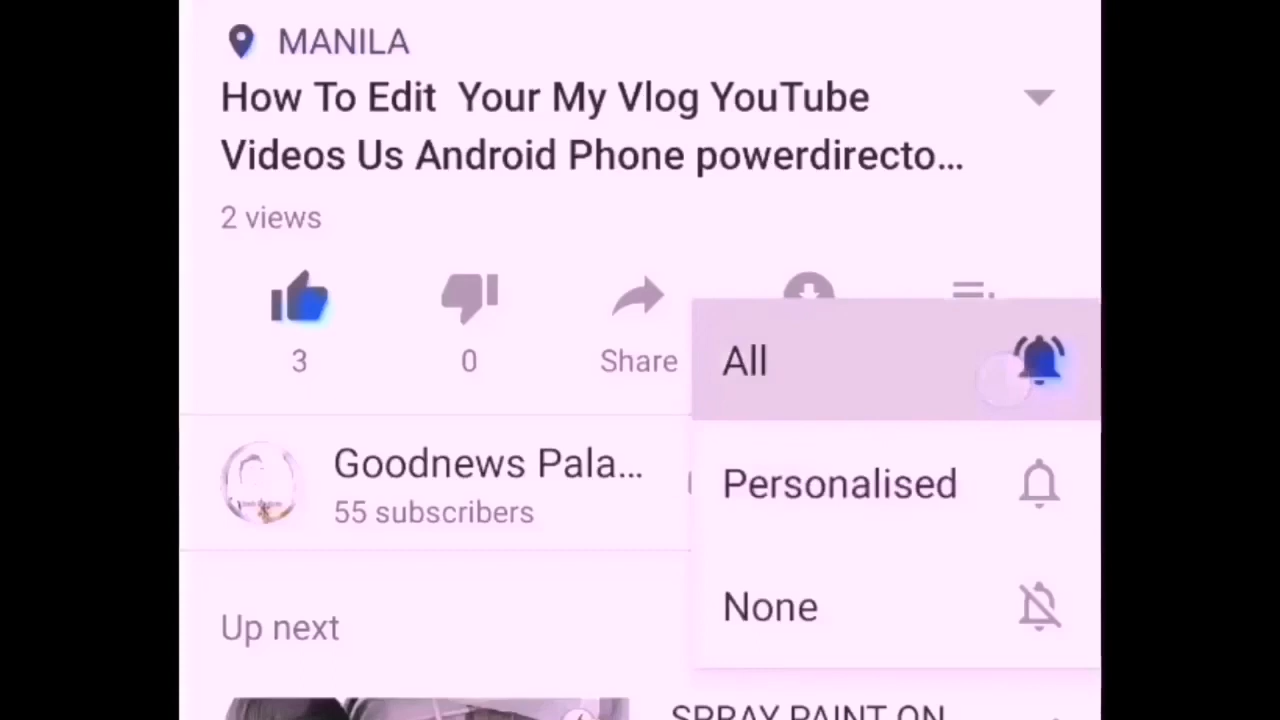 MANILA
How To Edit Your My Vlog YouTube
Videos Us Android Phone powerdirecto...
2 views
3
0
Share
All
Goodnews Pala...
55 subscribers
Personalised
None
Up next
SPRAY PAINT ON